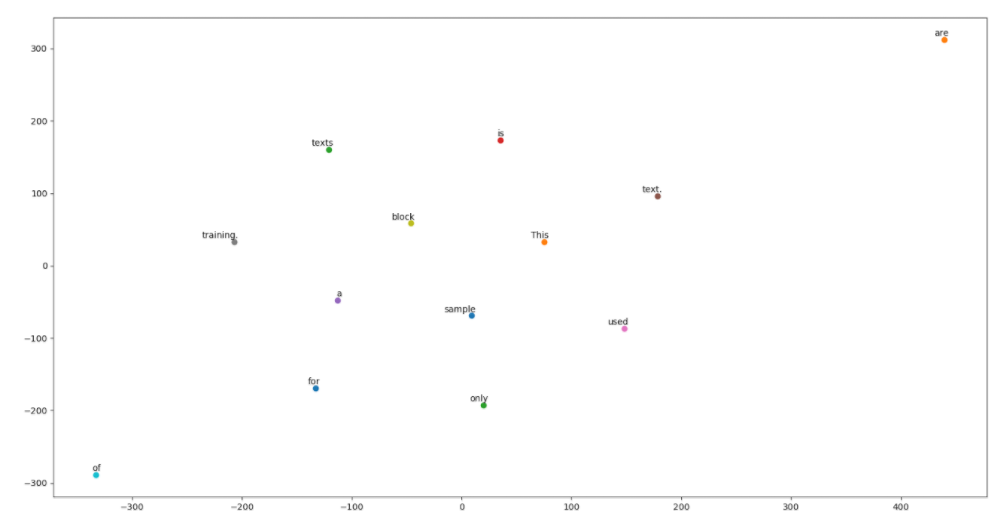 are
300
200
is
texts
text.
100
block
This
training.
0
a
sample
used
−100
for
only
−200
of
−300
−300
−200
−100
0
100
200
300
400